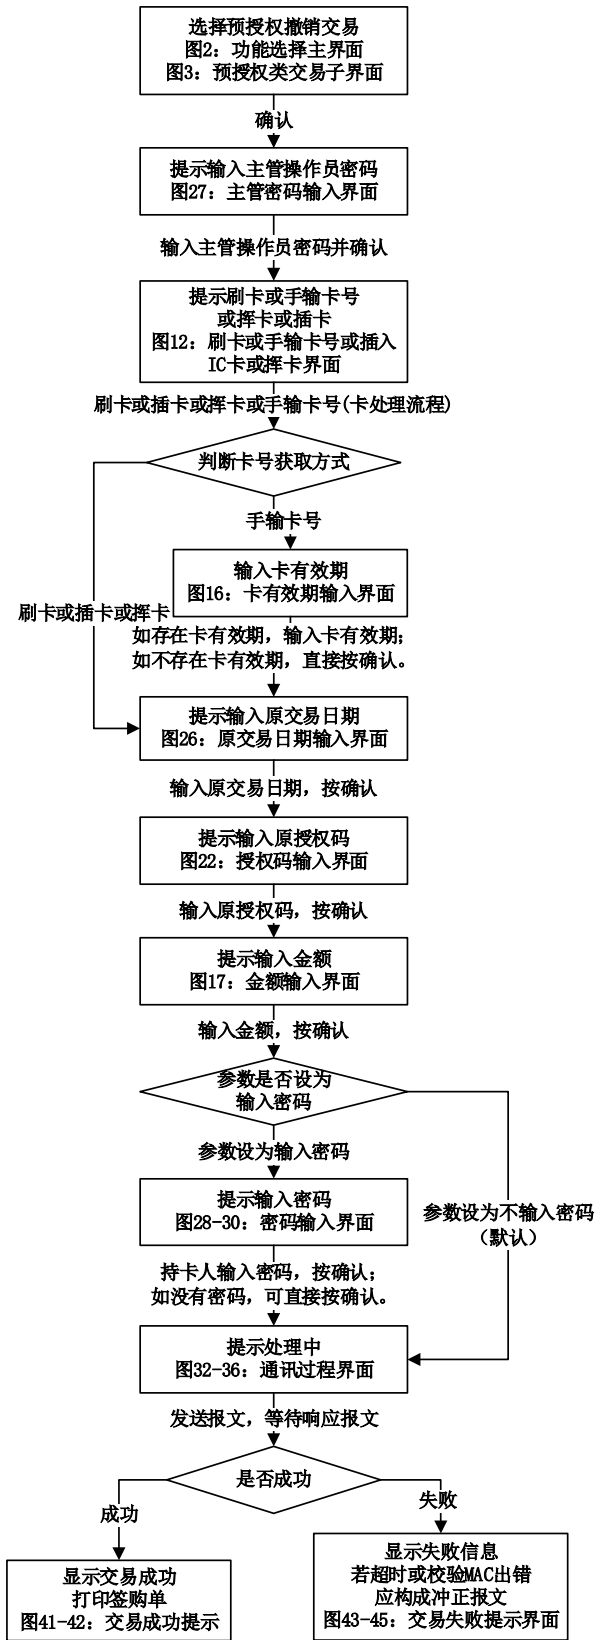 选择预授权撤销交易
图2：功能选择主界面
图3：预授权类交易子界面
确认
提示输入主管操作员密码
图27：主管密码输入界面
输入主管操作员密码并确认
提示刷卡或手输卡号
或挥卡或插卡
图12：刷卡或手输卡号或插入
IC卡或挥卡界面
刷卡或插卡或挥卡或手输卡号(卡处理流程)
判断卡号获取方式
手输卡号
输入卡有效期
图16：卡有效期输入界面
刷卡或插卡或挥卡
如存在卡有效期，输入卡有效期；
如不存在卡有效期，直接按确认。
提示输入原交易日期
图26：原交易日期输入界面
输入原交易日期，按确认
提示输入原授权码
图22：授权码输入界面
输入原授权码，按确认
提示输入金额
图17：金额输入界面
输入金额，按确认
参数是否设为
输入密码
参数设为输入密码
提示输入密码
图28-30：密码输入界面
参数设为不输入密码
（默认）
持卡人输入密码，按确认；
如没有密码，可直接按确认。
提示处理中
图32-36：通讯过程界面
发送报文，等待响应报文
是否成功
成功
失败
显示交易成功
打印签购单
图41-42：交易成功提示
显示失败信息
若超时或校验MAC出错
应构成冲正报文
图43-45：交易失败提示界面